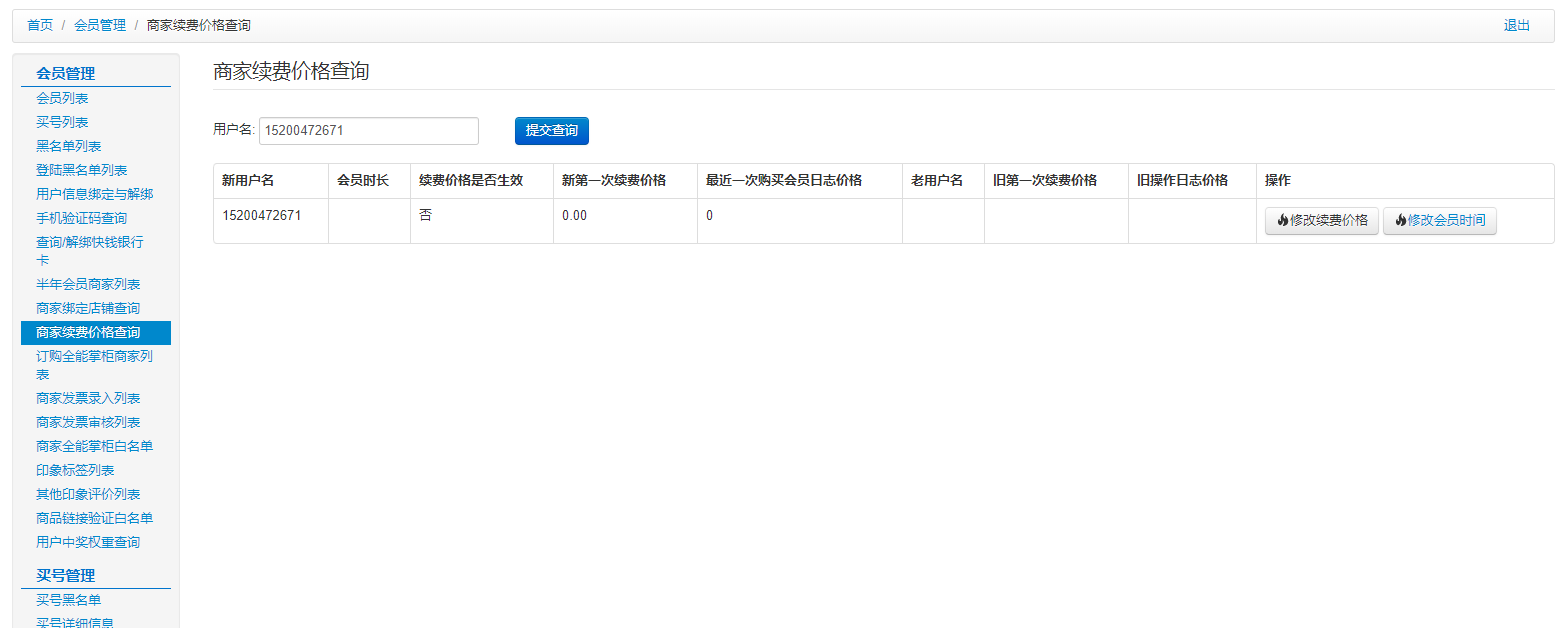 首页 / 会员管理 / 商家续费价格查询 退出
会员管理
会员列表
买号列表
黑名单列表
登陆黑名单列表
用户信息绑定与解绑
手机验证码查询
查询/解绑快钱银行
卡
半年会员商家列表
商家绑定店铺查询
商家续费价格查询
订购全能掌柜商家列
表
商家发票录入列表
商家发票审核列表
商家全能掌柜白名单
印象标签列表
其他印象评价列表
商品链接验证白名单
用户中奖权重查询
买号管理
买号黑名单
买号详细信息
商家续费价格查询
用户名: 15200472671 提交查询
新用户名 会员时长 续费价格是否生效 新第一次续费价格 最近一次购买会员日志价格 老用户名 旧第一次续费价格 旧操作日志价格 操作
15200472671 否 0.00 0 修改续费价格 修改会员时间